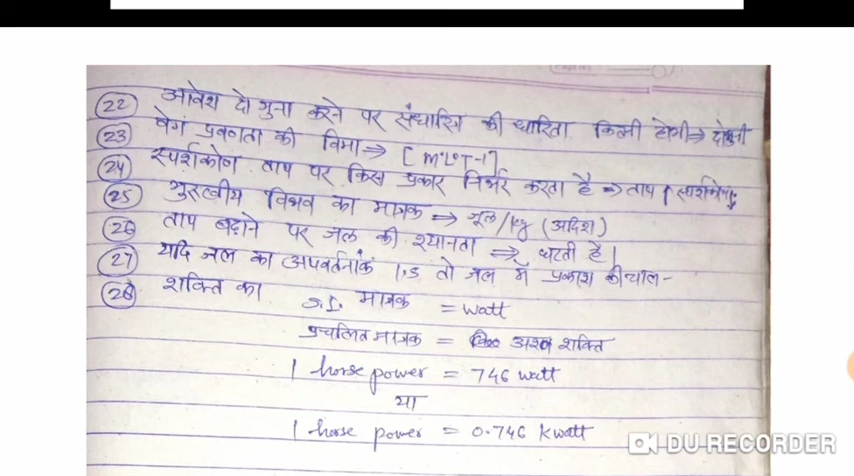 22 आवेश दो गुना करने पर संधारित्र की धारिता कितनी होगी → दोगुनी
23 वेग प्रवणता की विमा ⇒ [M⁰L⁰T-1]
24 स्पर्शकोण ताप पर किस प्रकार निर्भर करता है ⇒ ताप ↑ स्पर्शकोण↓
25 गुरुत्वीय विभव का मात्रक ⇒ जूल/kg (अदिश)
26 ताप बढ़ाने पर जल की श्यानता ⇒ घटती है।
27 यदि जल का अपवर्तनांक 1.5 तो जल में प्रकाश की चाल -
28 शक्ति का S.I. मात्रक = watt
प्रचलित मात्रक = अश्व शक्ति
1 horse power = 746 watt
या
1 horse power = 0.746 Kwatt
DU RECORDER